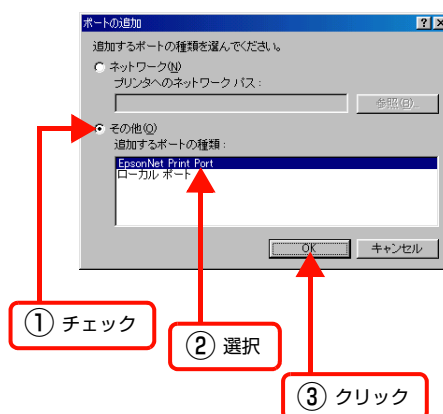 ポートの追加
追加するポートの種類を選んでください。
ネットワーク(N)
プリンタへのネットワーク パス:
参照(B)...
その他(O)
追加するポートの種類:
EpsonNet Print Port
ローカル ポート
OK
キャンセル
① チェック
② 選択
③ クリック